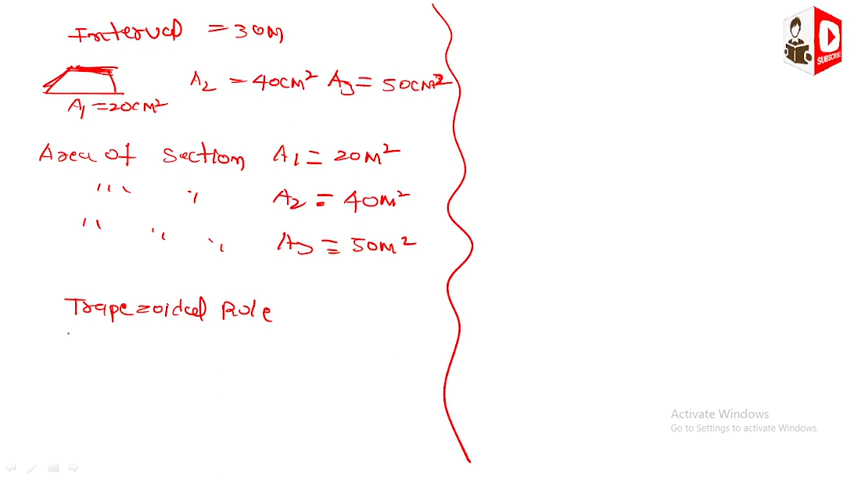 Interval = 30M
A2 = 40cm² A3 = 50cm²
A1 = 20cm²
Area of Section A1 = 20m²
" " " A2 = 40m²
" " " A3 = 50m²
Trapezoidal Rule
SUBSCRIBE
Activate Windows
Go to Settings to activate Windows.